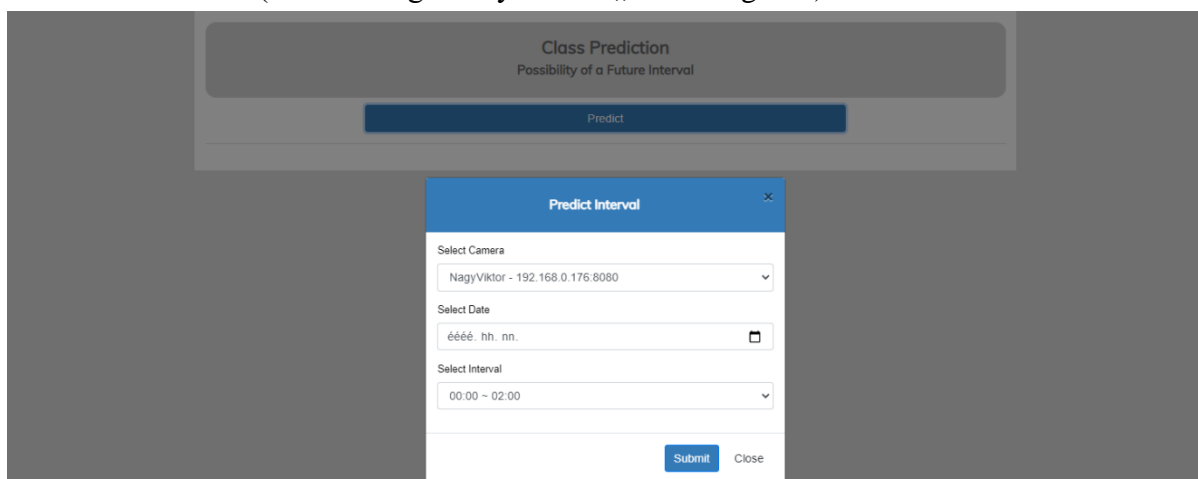 Class Prediction
Possibility of a Future Interval
Predict
Predict Interval
×
Select Camera
NagyViktor - 192.168.0.176:8080
Select Date
éééé. hh. nn.
Select Interval
00:00 ~ 02:00
Submit Close